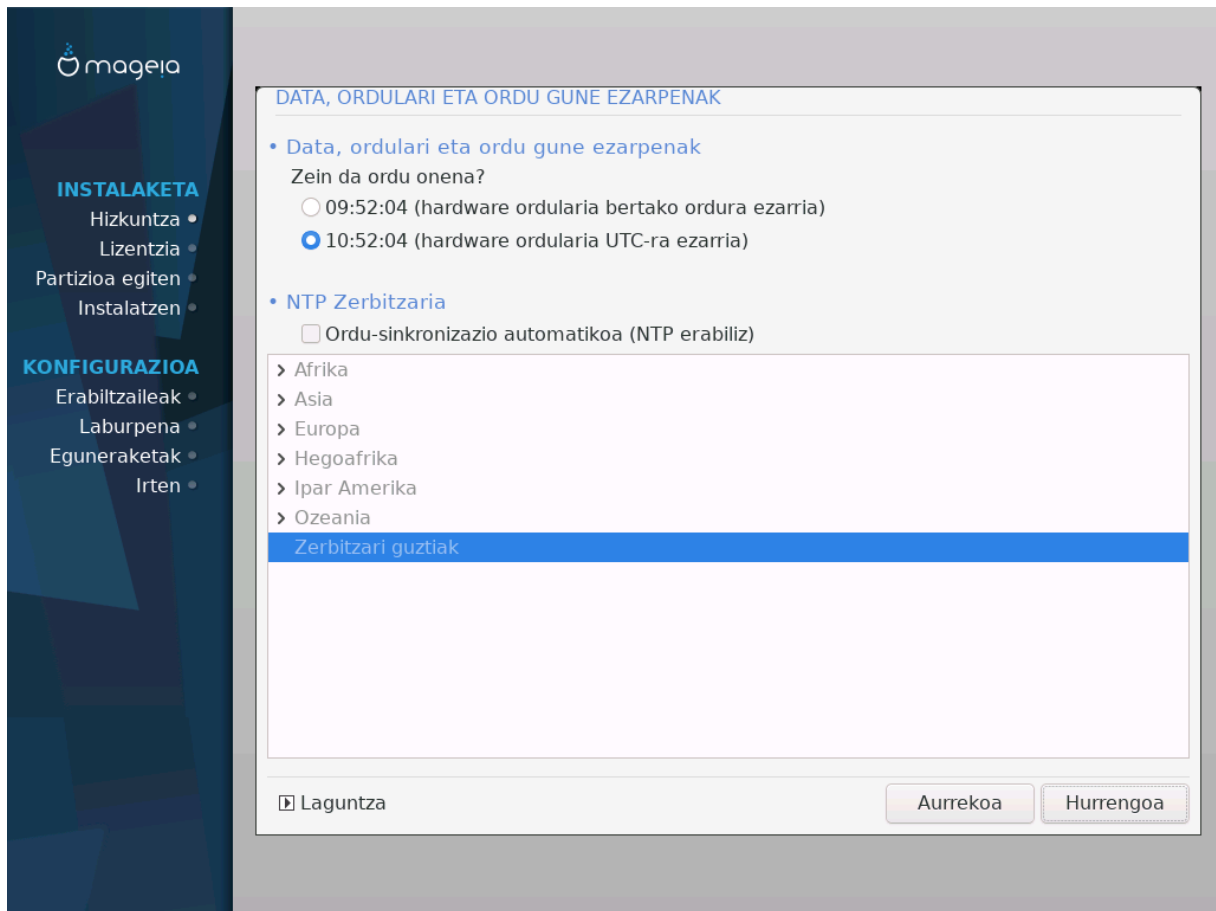 mageia
INSTALAKETA
Hizkuntza
Lizentzia
Partizioa egiten
Instalatzen
KONFIGURAZIOA
Erabiltzaileak
Laburpena
Eguneraketak
Irten
DATA, ORDULARI ETA ORDU GUNE EZARPENAK
• Data, ordulari eta ordu gune ezarpenak
Zein da ordu onena?
09:52:04 (hardware ordularia bertako ordura ezarria)
10:52:04 (hardware ordularia UTC-ra ezarria)
• NTP Zerbitzaria
Ordu-sinkronizazio automatikoa (NTP erabiliz)
Afrika
Asia
Europa
Hegoafrika
Ipar Amerika
Ozeania
Zerbitzari guztiak
Laguntza
Aurrekoa
Hurrengoa